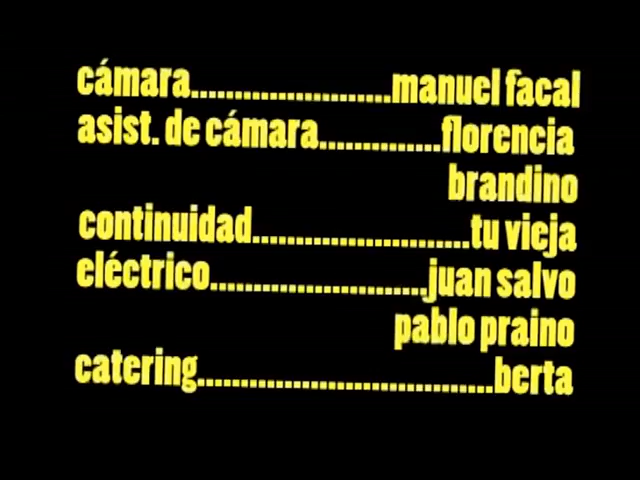 cámara.......................manuel facal
asist. de cámara..............florencia
brandino
continuidad.........................tu vieja
eléctrico.........................juan salvo
pablo praino
catering..................................berta